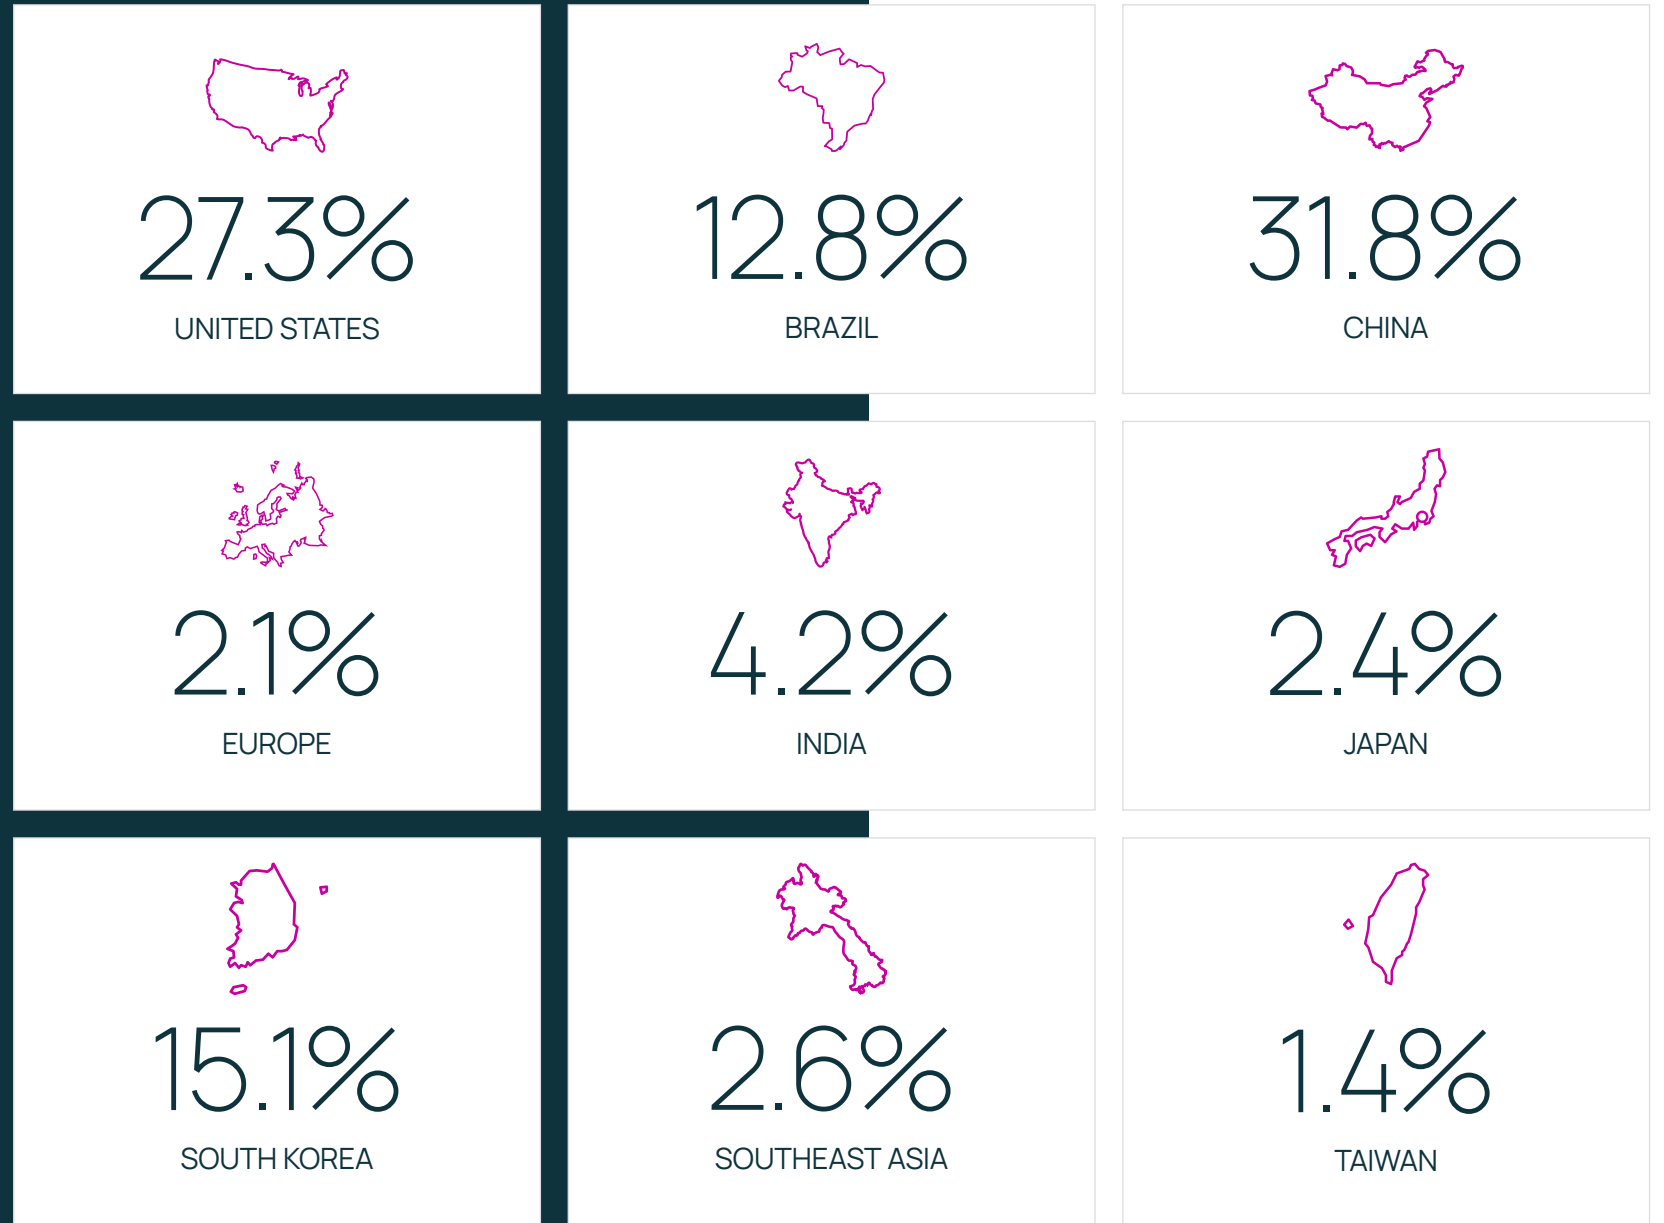 27.3%
UNITED STATES
12.8%
BRAZIL
31.8%
CHINA
2.1%
EUROPE
4.2%
INDIA
2.4%
JAPAN
15.1%
SOUTH KOREA
2.6%
SOUTHEAST ASIA
1.4%
TAIWAN